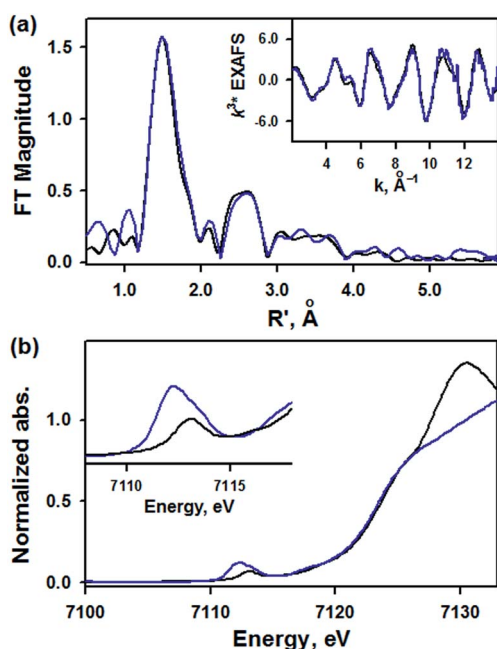 (a)
FT Magnitude
1.5
1.0
0.5
0.0
1.0 2.0 3.0 4.0 5.0
R', Å
k³* EXAFS
6.0
0.0
-6.0
4 6 8 10 12
k, Å⁻¹
(b)
Normalized abs.
1.0
0.5
0.0
7100 7110 7120 7130
Energy, eV
7110 7115
Energy, eV